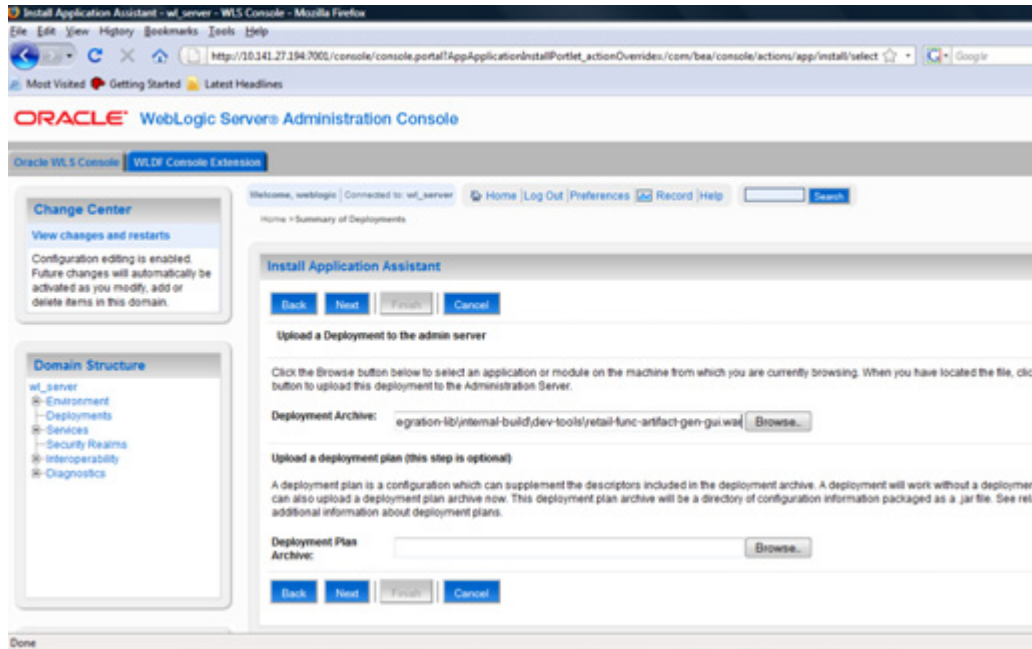 Install Application Assistant - wl_server - WLS Console - Mozilla Firefox
File Edit View History Bookmarks Tools Help
http://10.141.27.194:7001/console/console.portal?AppApplicationInstallPortlet_actionOverrides:/com/bea/console/actions/app/install/select
Google
Most Visited Getting Started Latest Headlines
ORACLE WebLogic Server® Administration Console
Oracle WLS Console WLDF Console Extension
Change Center
View changes and restarts
Configuration editing is enabled.
Future changes will automatically be
activated as you modify, add or
delete items in this domain.
Domain Structure
wl_server
Environment
Deployments
Services
Security Realms
Interoperability
Diagnostics
Welcome, weblogic Connected to: wl_server Home Log Out Preferences Record Help Search
Home > Summary of Deployments
Install Application Assistant
Back Next Finish Cancel
Upload a Deployment to the admin server
Click the Browse button below to select an application or module on the machine from which you are currently browsing. When you have located the file, clic
button to upload this deployment to the Administration Server.
Deployment Archive: egration-lib\internal-build\dev-tools\retail-func-artifact-gen-gui.war Browse..
Upload a deployment plan (this step is optional)
A deployment plan is a configuration which can supplement the descriptors included in the deployment archive. A deployment will work without a deploymen
can also upload a deployment plan archive now. This deployment plan archive will be a directory of configuration information packaged as a .jar file. See rel
additional information about deployment plans.
Deployment Plan
Archive:
Browse..
Back Next Finish Cancel
Done